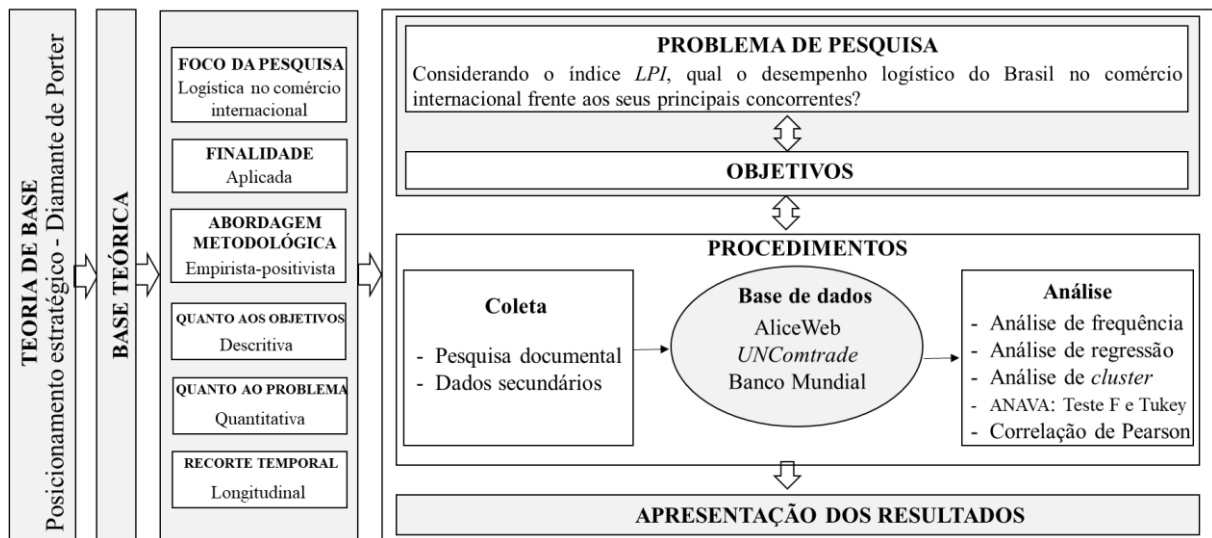 TEORIA DE BASE
Posicionamento estratégico - Diamante de Porter
BASE TEÓRICA
FOCO DA PESQUISA
Logística no comércio
internacional
FINALIDADE
Aplicada
ABORDAGEM
METODOLÓGICA
Empirista-positivista
QUANTO AOS OBJETIVOS
Descritiva
QUANTO AO PROBLEMA
Quantitativa
RECORTE TEMPORAL
Longitudinal
PROBLEMA DE PESQUISA
Considerando o índice LPI, qual o desempenho logístico do Brasil no comércio
internacional frente aos seus principais concorrentes?
OBJETIVOS
PROCEDIMENTOS
Coleta
- Pesquisa documental
- Dados secundários
Base de dados
AliceWeb
UNComtrade
Banco Mundial
Análise
- Análise de frequência
- Análise de regressão
- Análise de cluster
- ANAVA: Teste F e Tukey
- Correlação de Pearson
APRESENTAÇÃO DOS RESULTADOS